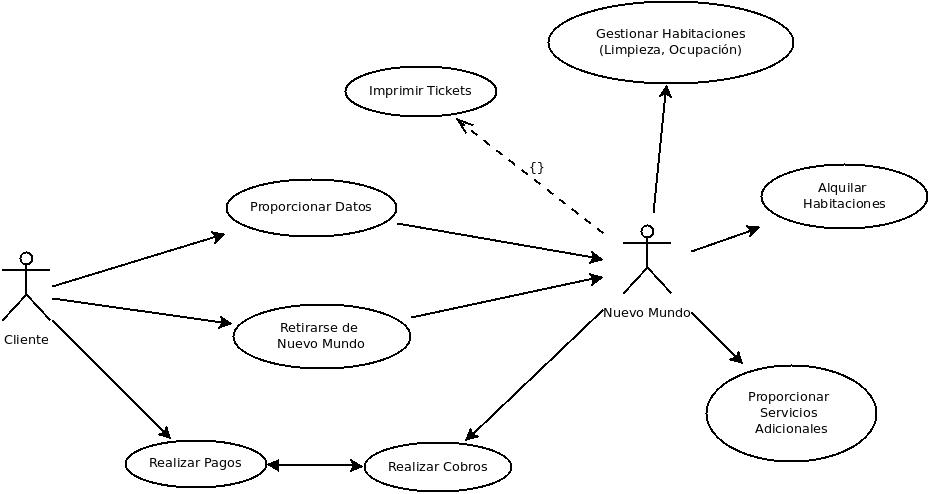 Gestionar Habitaciones
(Limpieza, Ocupación)
Imprimir Tickets
{}
Alquilar
Habitaciones
Proporcionar Datos
Cliente
Nuevo Mundo
Retirarse de
Nuevo Mundo
Proporcionar
Servicios
Adicionales
Realizar Pagos
Realizar Cobros